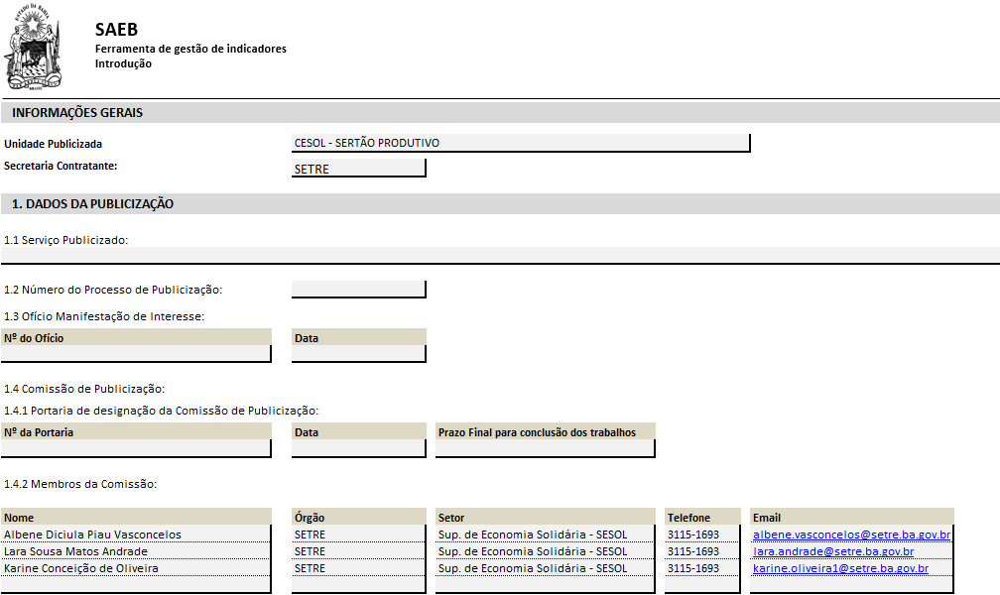 ESTADO DA BAHIA
SAEB
Ferramenta de gestão de indicadores
Introdução
BRASIL
INFORMAÇÕES GERAIS
Unidade Publicizada CESOL - SERTÃO PRODUTIVO
Secretaria Contratante: SETRE
1. DADOS DA PUBLICIZAÇÃO
1.1 Serviço Publicizado:
1.2 Número do Processo de Publicização:
1.3 Ofício Manifestação de Interesse:
Nº do Ofício Data
1.4 Comissão de Publicização:
1.4.1 Portaria de designação da Comissão de Publicização:
Nº da Portaria Data Prazo Final para conclusão dos trabalhos
1.4.2 Membros da Comissão:
Nome Órgão Setor Telefone Email
Albene Diciula Piau Vasconcelos SETRE Sup. de Economia Solidária - SESOL 3115-1693 albene.vasconcelos@setre.ba.gov.br
Lara Sousa Matos Andrade SETRE Sup. de Economia Solidária - SESOL 3115-1693 lara.andrade@setre.ba.gov.br
Karine Conceição de Oliveira SETRE Sup. de Economia Solidária - SESOL 3115-1693 karine.oliveira1@setre.ba.gov.br